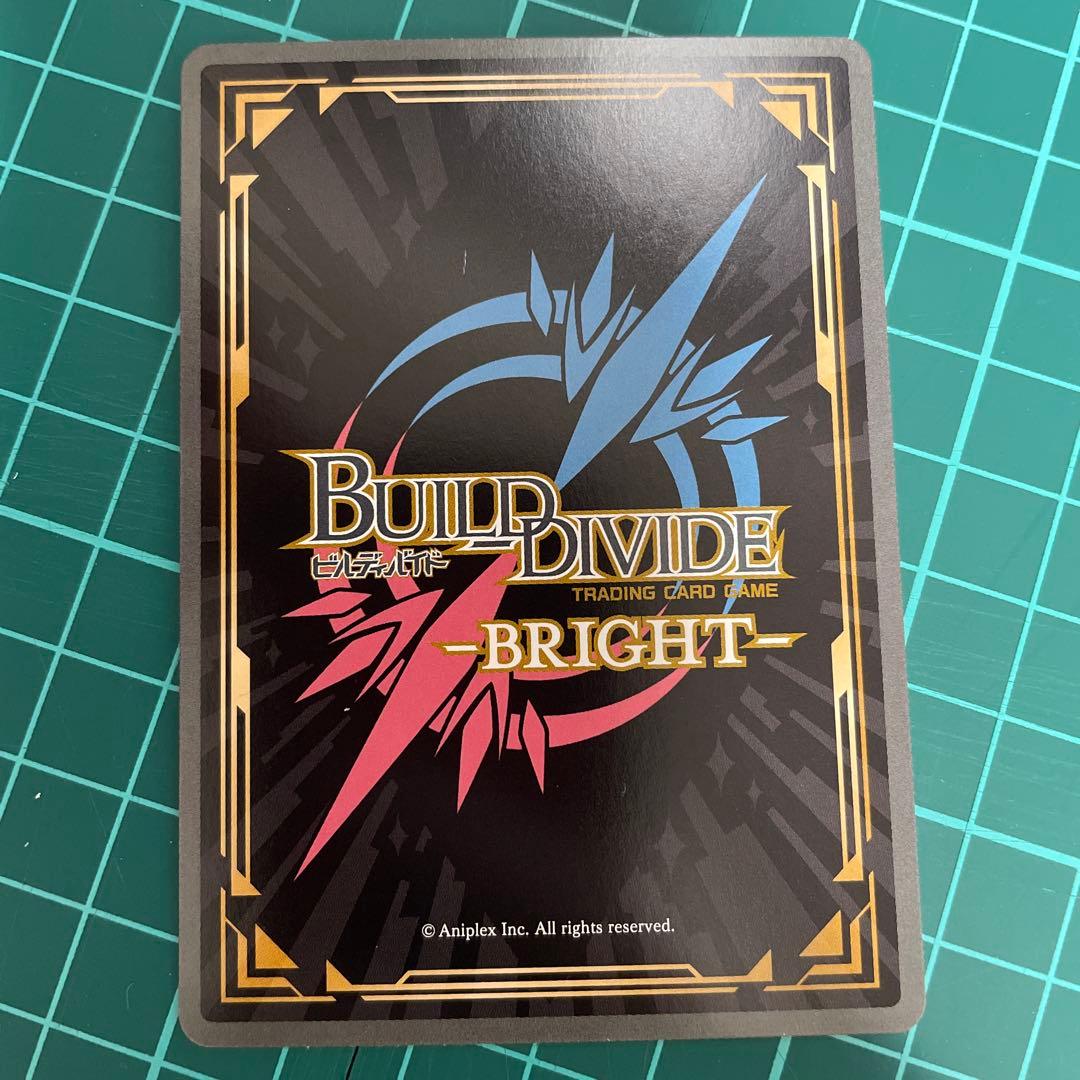 BUILD DIVIDE
ビルディバイド
TRADING CARD GAME
-BRIGHT-
© Aniplex Inc. All rights reserved.